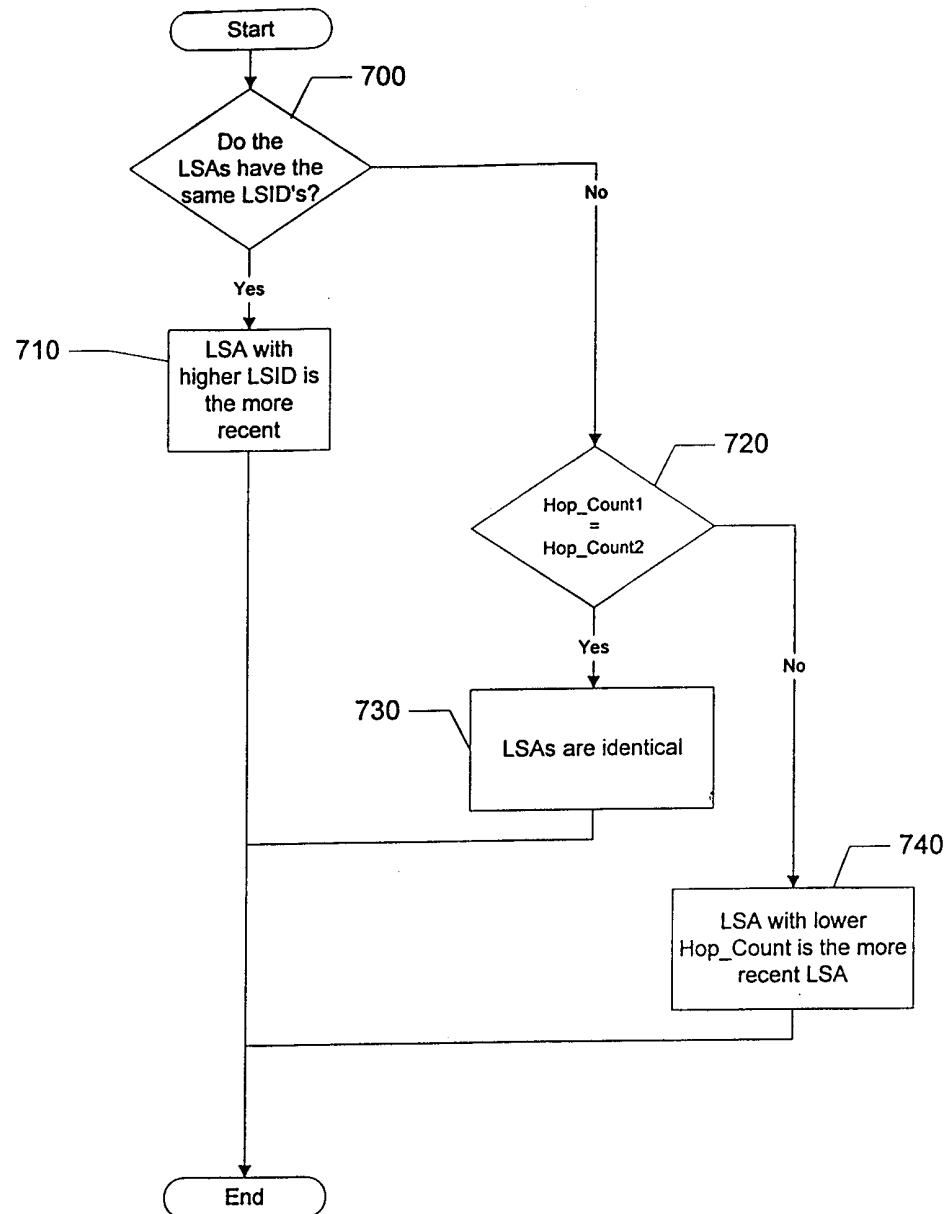 Start
700
Do the
LSAs have the
same LSID's?
No
Yes
710
LSA with
higher LSID is
the more
recent
720
Hop_Count1
=
Hop_Count2
Yes
No
730
LSAs are identical
740
LSA with lower
Hop_Count is the more
recent LSA
End